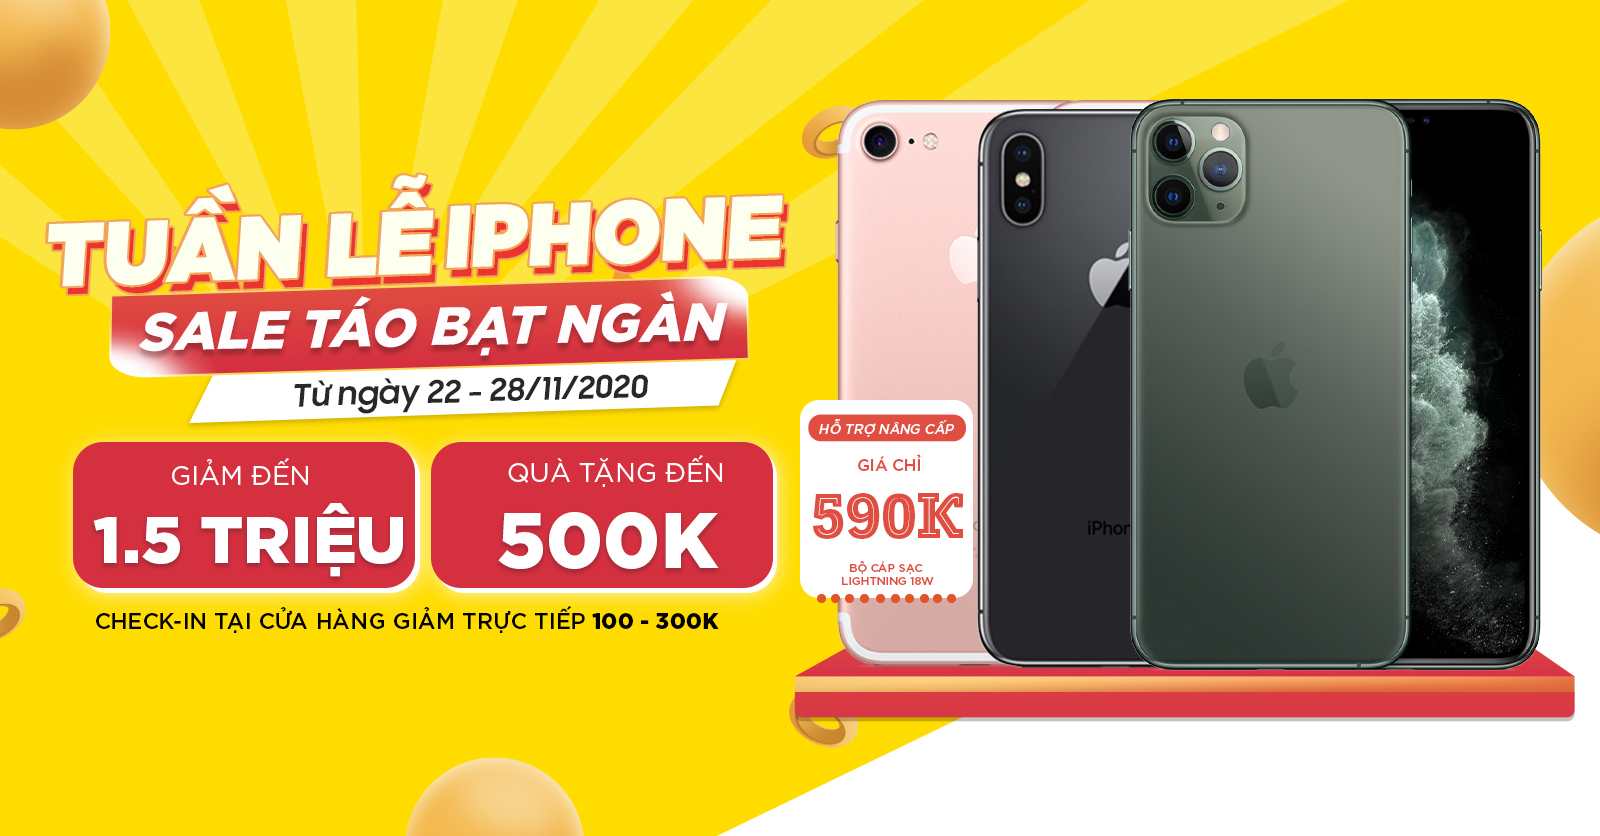 TUẦN LỄ IPHONE
SALE TÁO BẠT NGÀN
Từ ngày 22 - 28/11/2020
GIẢM ĐẾN
1.5 TRIỆU
QUÀ TẶNG ĐẾN
500K
CHECK-IN TẠI CỬA HÀNG GIẢM TRỰC TIẾP 100 - 300K
HỖ TRỢ NÂNG CẤP
GIÁ CHỈ
590K
BỘ CÁP SẠC
LIGHTNING 18W
iPhon